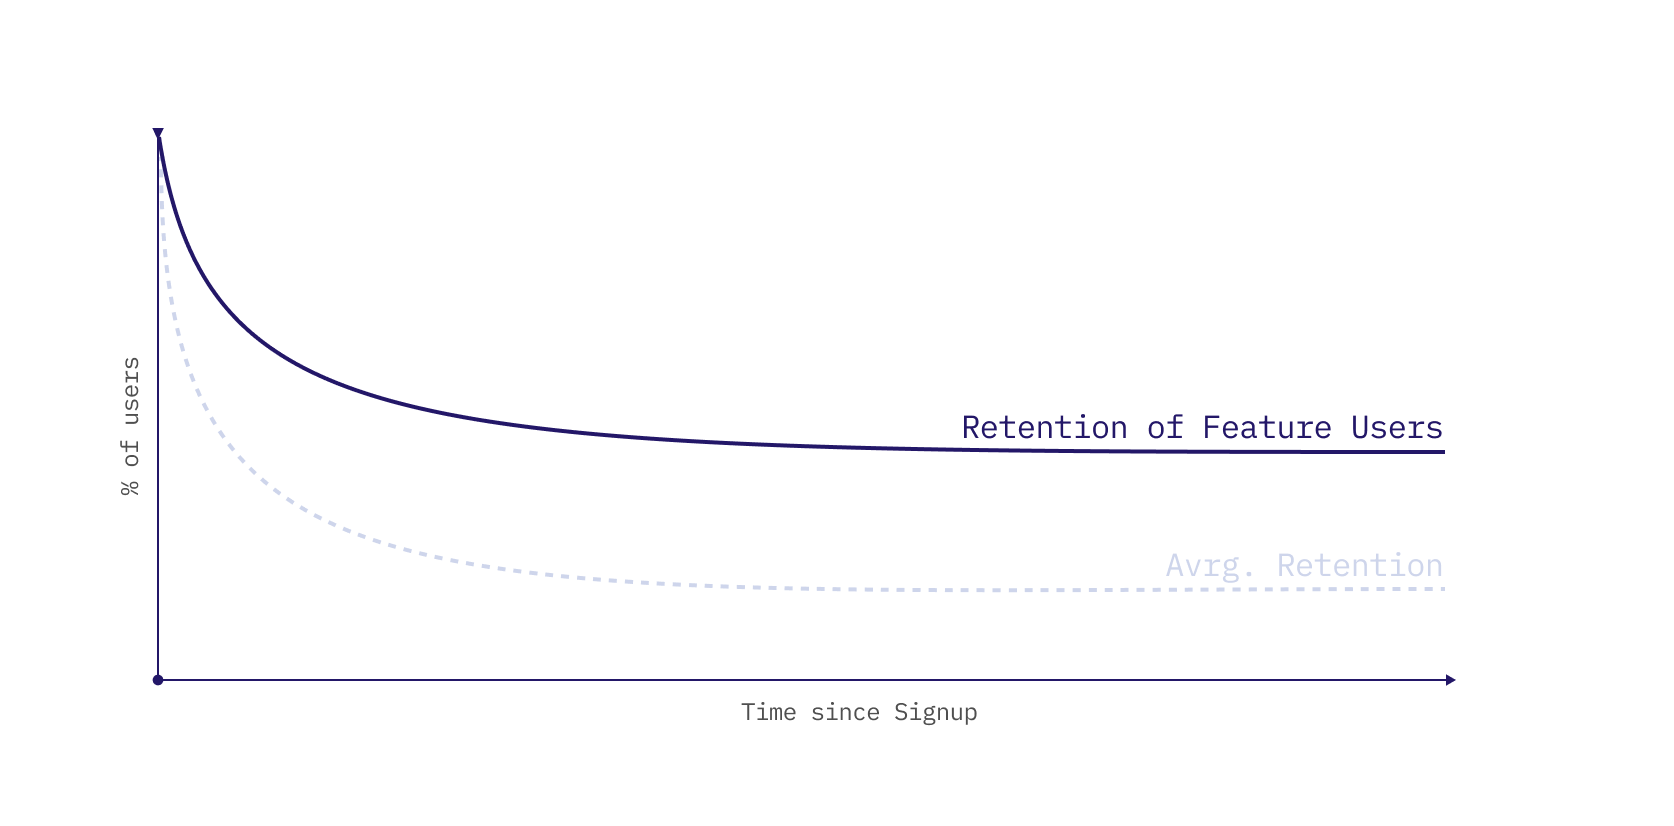 % of users
Retention of Feature Users
Avrg. Retention
Time since Signup